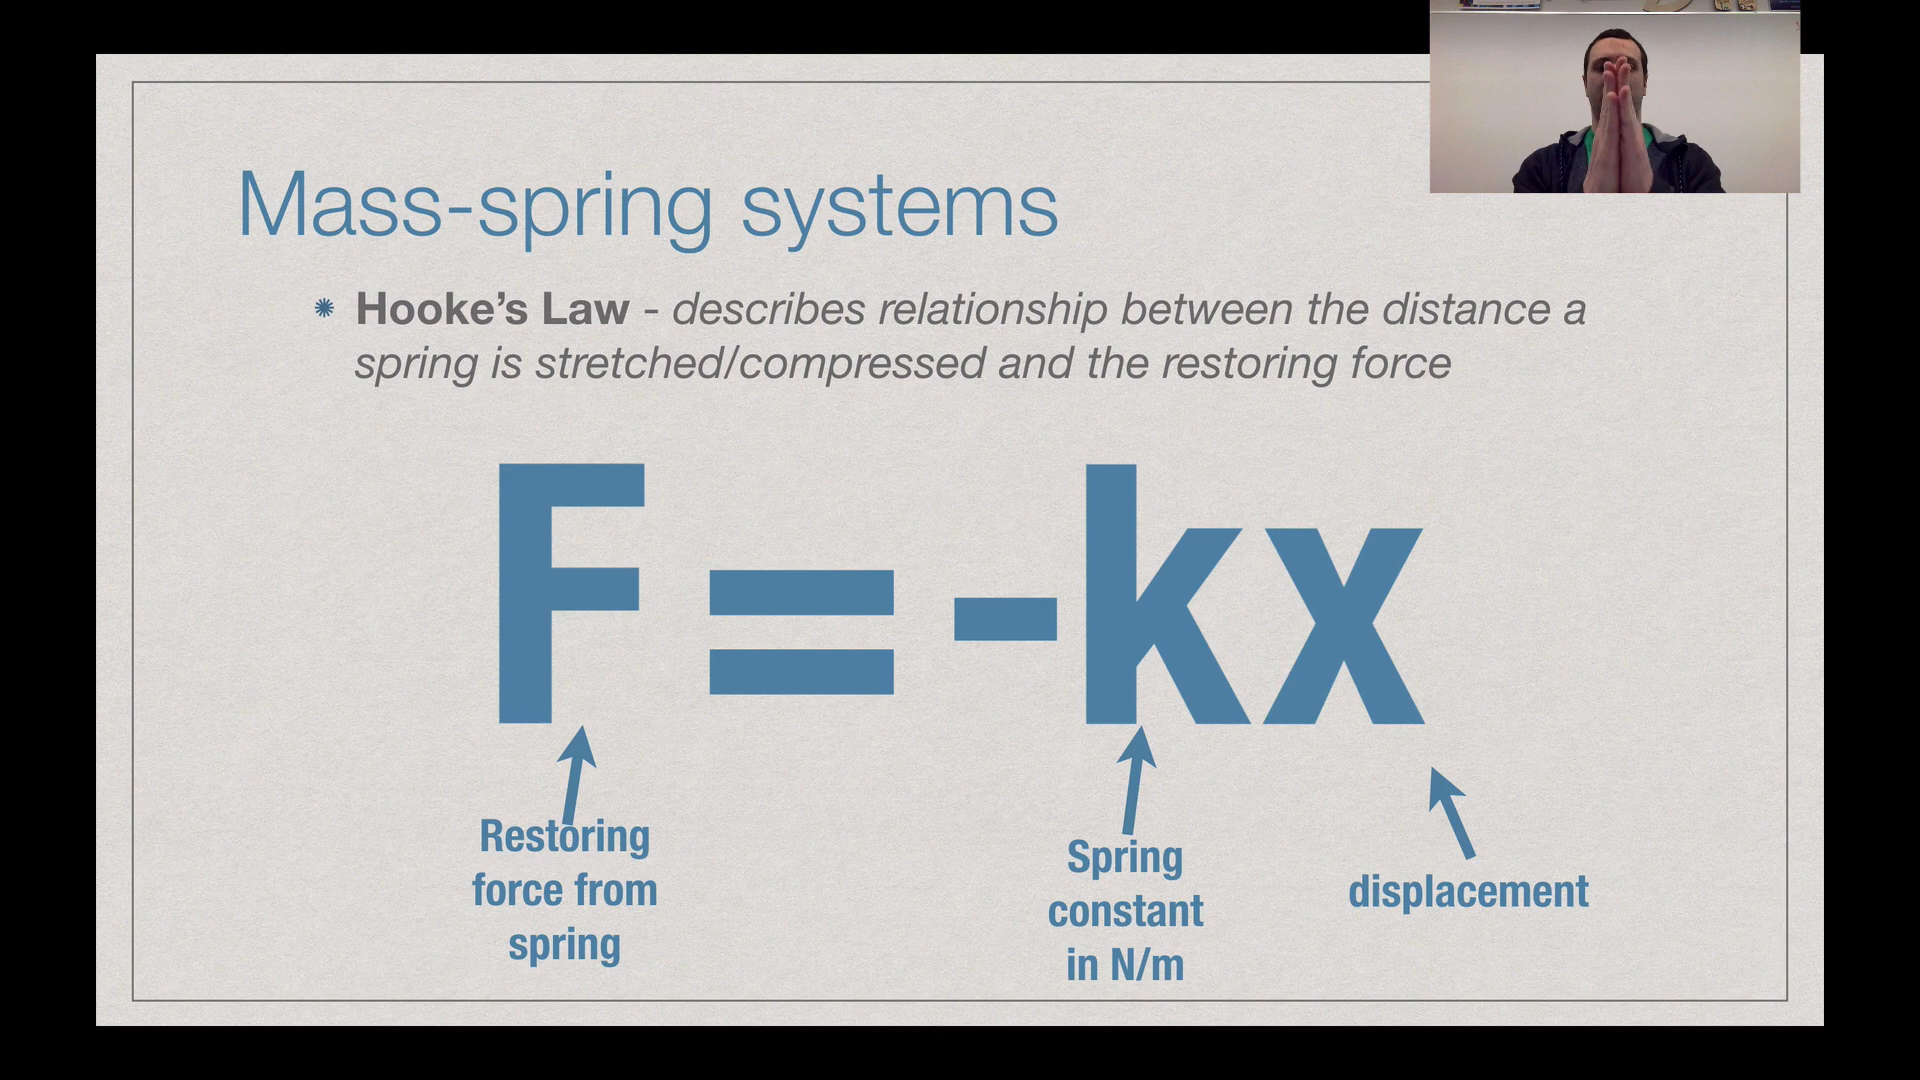 Mass-spring systems
Hooke’s Law - describes relationship between the distance a
spring is stretched/compressed and the restoring force
F = -kx
Restoring
force from
spring
Spring
constant
in N/m
displacement